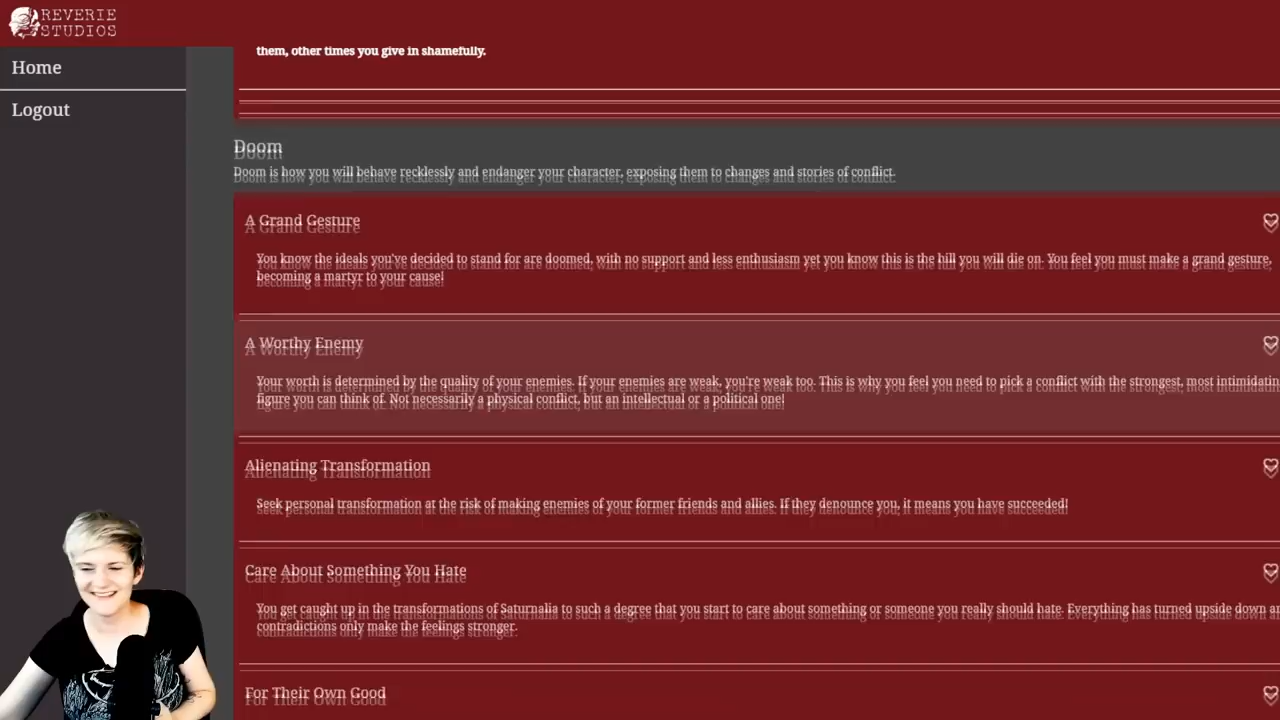 REVERIE
STUDIOS
Home
Logout
them, other times you give in shamefully.
Doom
Doom is how you will behave recklessly and endanger your character, exposing them to changes and stories of conflict.
A Grand Gesture
You know the ideals you've decided to stand for are doomed, with no support and less enthusiasm yet you know this is the hill you will die on. You feel you must make a grand gesture,
becoming a martyr to your cause!
A Worthy Enemy
Your worth is determined by the quality of your enemies. If your enemies are weak, you're weak too. This is why you feel you need to pick a conflict with the strongest, most
figure you can think of. Not necessarily a physical conflict, but an intellectual or a political one!
Alienating Transformation
Seek personal transformation at the risk of making enemies of your former friends and allies. If they denounce you, it means you have succeeded!
Care About Something You Hate
You get caught up in the transformations of Saturnalia to such a degree that you start to care about something or someone you really should hate. Everything has turned upside down
contradictions only make the feelings stronger.
For Their Own Good